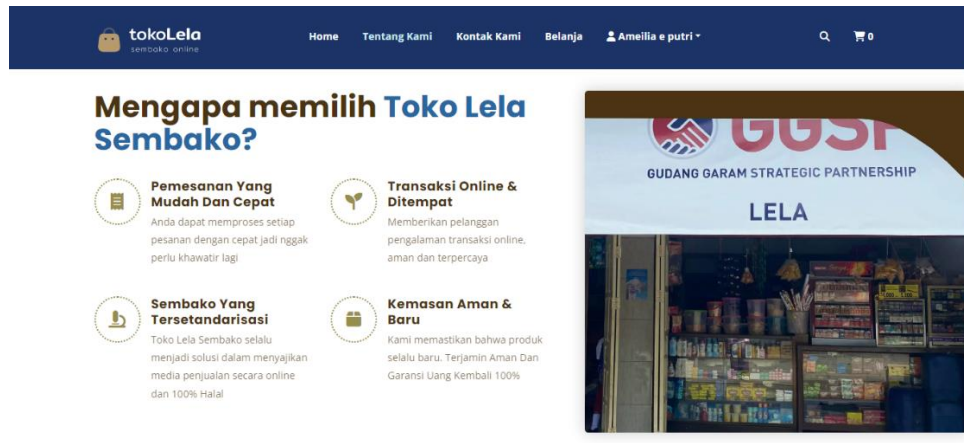 tokoLela
sembako online
Home Tentang Kami Kontak Kami Belanja Ameilia e putri 0
Mengapa memilih Toko Lela
Sembako?
Pemesanan Yang
Mudah Dan Cepat
Anda dapat memproses setiap
pesanan dengan cepat jadi nggak
perlu khawatir lagi
Transaksi Online &
Ditempat
Memberikan pelanggan
pengalaman transaksi online,
aman dan terpercaya
Sembako Yang
Tersetandarisasi
Toko Lela Sembako selalu
menjadi solusi dalam menyajikan
media penjualan secara online
dan 100% Halal
Kemasan Aman &
Baru
Kami memastikan bahwa produk
selalu baru. Terjamin Aman Dan
Garansi Uang Kembali 100%
GGSP
GUDANG GARAM STRATEGIC PARTNERSHIP
LELA